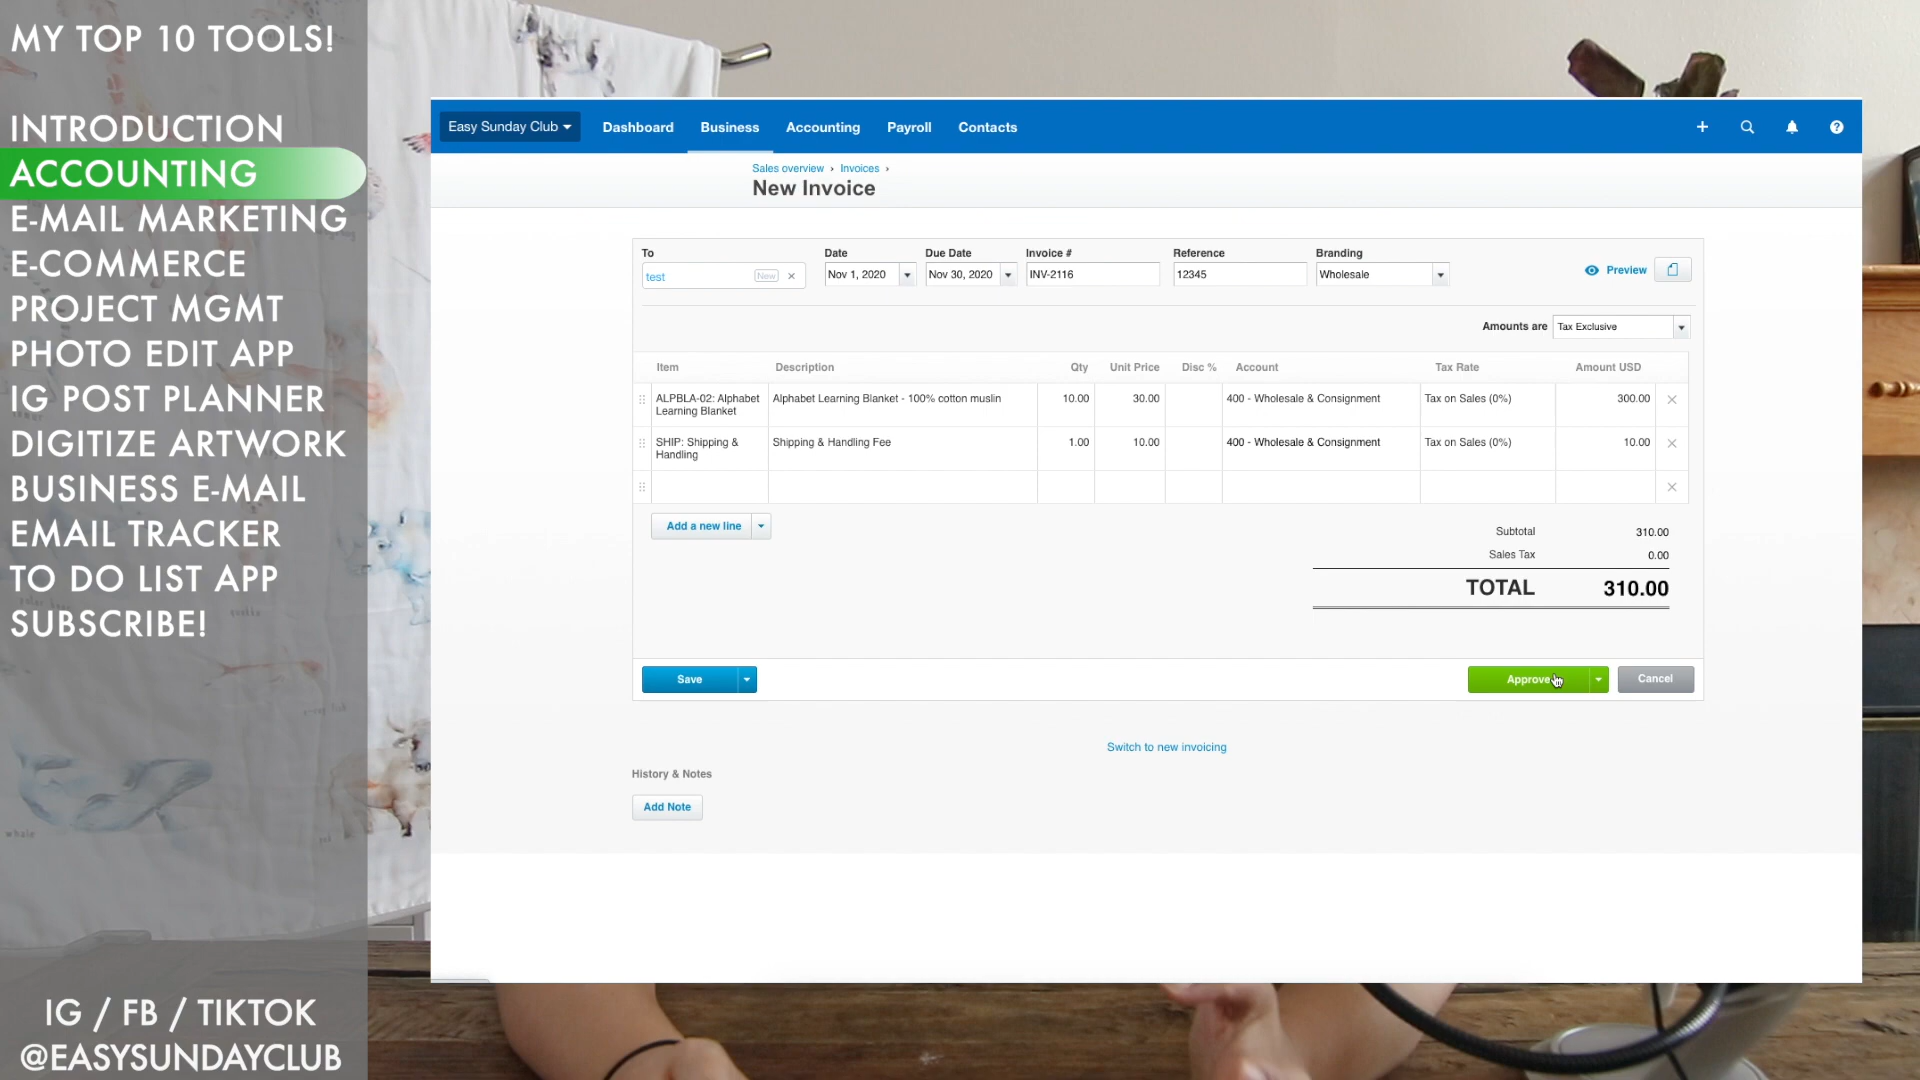 MY TOP 10 TOOLS!
INTRODUCTION
ACCOUNTING
E-MAIL MARKETING
E-COMMERCE
PROJECT MGMT
PHOTO EDIT APP
IG POST PLANNER
DIGITIZE ARTWORK
BUSINESS E-MAIL
EMAIL TRACKER
TO DO LIST APP
SUBSCRIBE!
IG / FB / TIKTOK
@EASYSUNDAYCLUB
Easy Sunday Club Dashboard Business Accounting Payroll Contacts
Sales overview › Invoices ›
New Invoice
To Date Due Date Invoice # Reference Branding
test New Nov 1, 2020 Nov 30, 2020 INV-2116 12345 Wholesale Preview
Amounts are Tax Exclusive
Item Description Qty Unit Price Disc % Account Tax Rate Amount USD
ALPBLA-02: Alphabet Alphabet Learning Blanket - 100% cotton muslin 10.00 30.00 400 - Wholesale & Consignment Tax on Sales (0%) 300.00
Learning Blanket
SHIP: Shipping & Shipping & Handling Fee 1.00 10.00 400 - Wholesale & Consignment Tax on Sales (0%) 10.00
Handling
Add a new line
Subtotal 310.00
Sales Tax 0.00
TOTAL 310.00
Save Approve Cancel
Switch to new invoicing
History & Notes
Add Note
whale